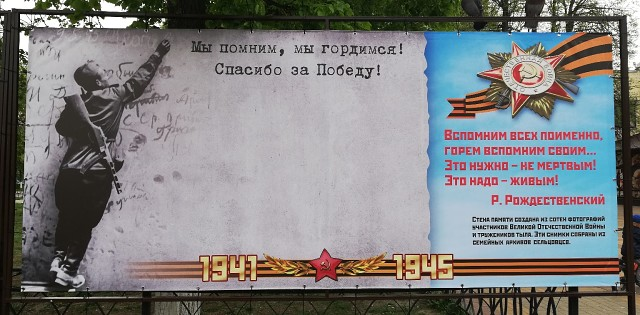 Мы помним, мы гордимся!
Спасибо за Победу!
Вспомним всех поименно,
горем вспомним своим...
Это нужно – не мертвым!
Это надо – живым!
Р. Рождественский
Стена памяти создана из сотен фотографий
участников Великой Отечественной Войны
и тружеников тыла. Эти снимки собраны из
семейных архивов сельцовцев.
1941
1945